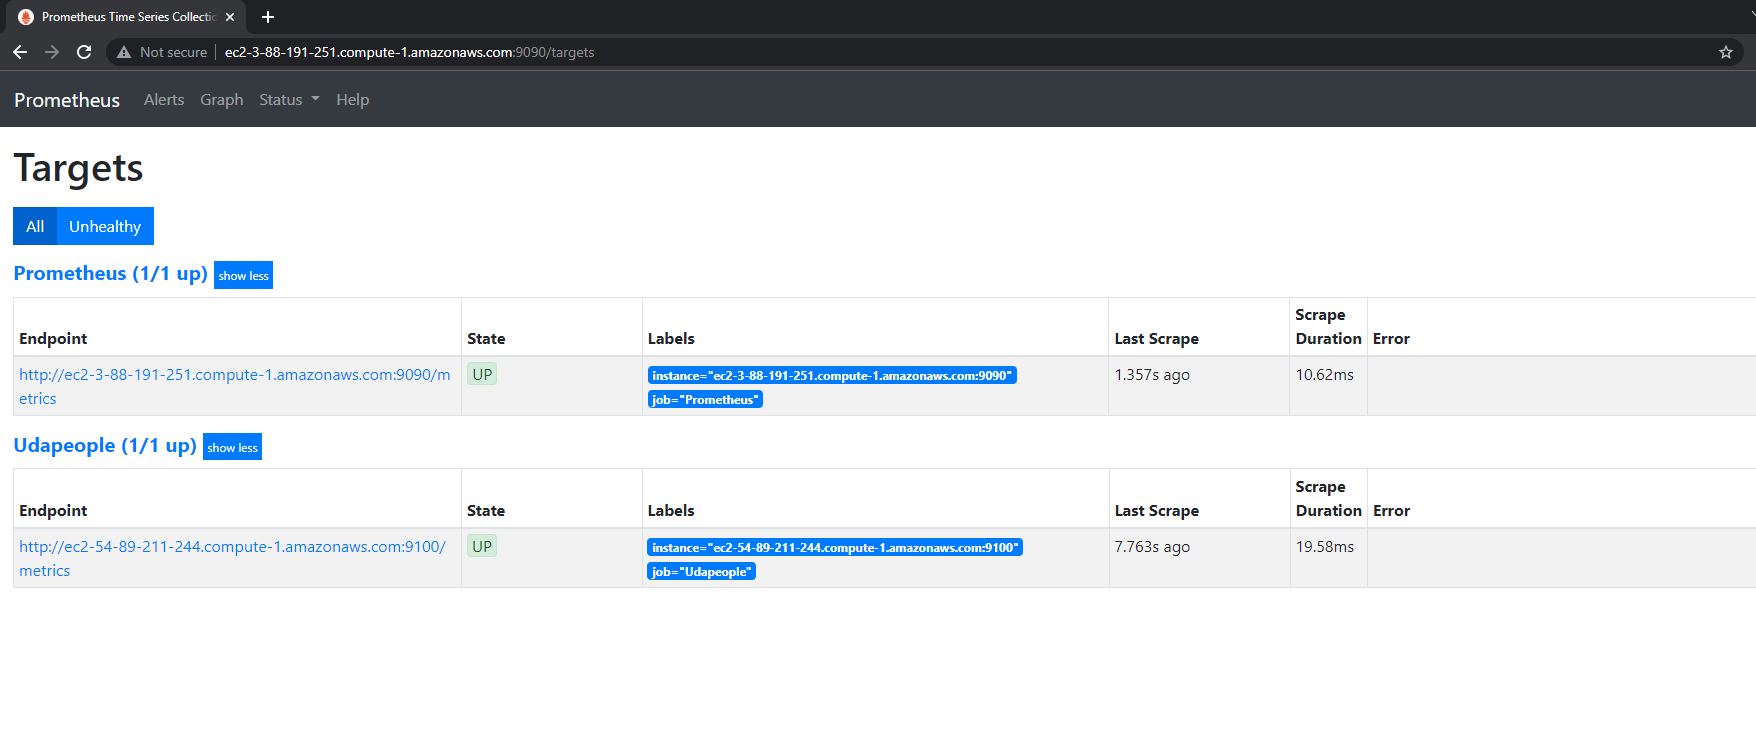 Prometheus Time Series Collectio
Not secure ec2-3-88-191-251.compute-1.amazonaws.com:9090/targets
Prometheus Alerts Graph Status Help
Targets
All Unhealthy
Prometheus (1/1 up) show less
Endpoint State Labels Last Scrape Scrape Duration Error
http://ec2-3-88-191-251.compute-1.amazonaws.com:9090/m UP instance="ec2-3-88-191-251.compute-1.amazonaws.com:9090" 1.357s ago 10.62ms
etrics job="Prometheus"
Udapeople (1/1 up) show less
Endpoint State Labels Last Scrape Scrape Duration Error
http://ec2-54-89-211-244.compute-1.amazonaws.com:9100/ UP instance="ec2-54-89-211-244.compute-1.amazonaws.com:9100" 7.763s ago 19.58ms
metrics job="Udapeople"